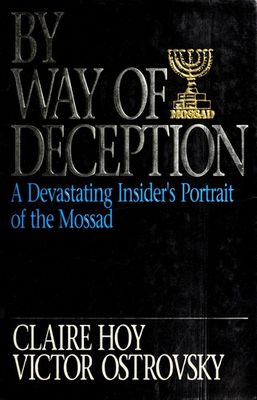 BY
WAY OF
DECEPTION
MOSSAD
A Devastating Insider's Portrait
of the Mossad
CLAIRE HOY
VICTOR OSTROVSKY